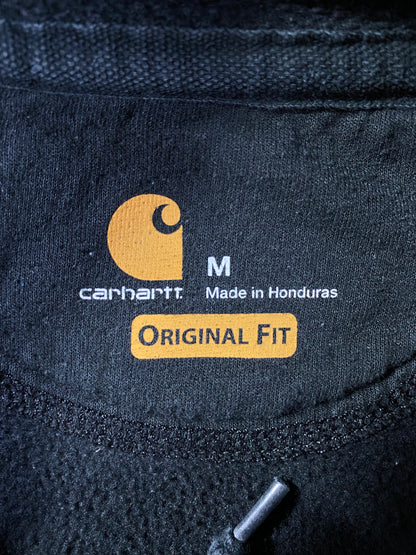 carhartt
M
Made in Honduras
ORIGINAL FIT